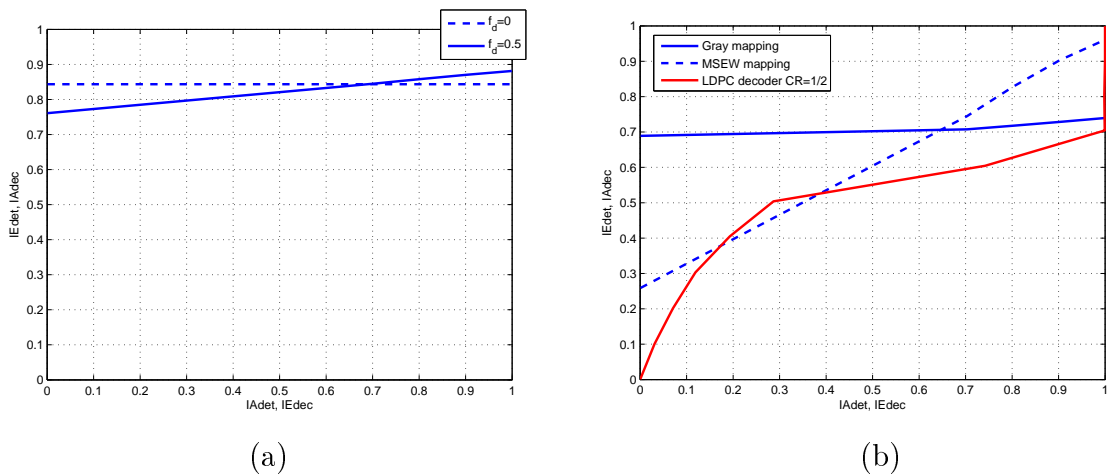 f_d=0
f_d=0.5
1
0.9
0.8
0.7
0.6
0.5
0.4
0.3
0.2
0.1
0
0 0.1 0.2 0.3 0.4 0.5 0.6 0.7 0.8 0.9 1
IEdet, IAdec
IAdet, IEdec
(a)
Gray mapping
MSEW mapping
LDPC decoder CR=1/2
1
0.9
0.8
0.7
0.6
0.5
0.4
0.3
0.2
0.1
0
0 0.1 0.2 0.3 0.4 0.5 0.6 0.7 0.8 0.9 1
IEdet, IAdec
IAdet, IEdec
(b)